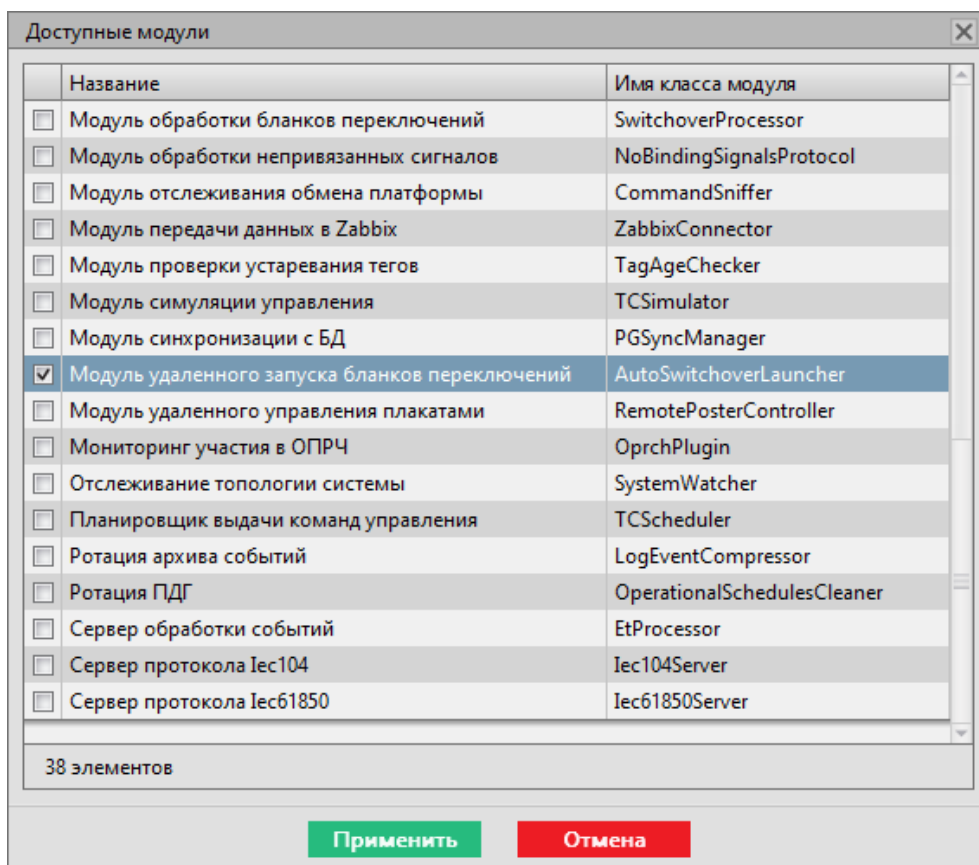 Доступные модули
Название Имя класса модуля
Модуль обработки бланков переключений SwitchoverProcessor
Модуль обработки непривязанных сигналов NoBindingSignalsProtocol
Модуль отслеживания обмена платформы CommandSniffer
Модуль передачи данных в Zabbix ZabbixConnector
Модуль проверки устаревания тегов TagAgeChecker
Модуль симуляции управления TCSimulator
Модуль синхронизации с БД PGSyncManager
Модуль удаленного запуска бланков переключений AutoSwitchoverLauncher
Модуль удаленного управления плакатами RemotePosterController
Мониторинг участия в ОПРЧ OprchPlugin
Отслеживание топологии системы SystemWatcher
Планировщик выдачи команд управления TCScheduler
Ротация архива событий LogEventCompressor
Ротация ПДГ OperationalSchedulesCleaner
Сервер обработки событий EtProcessor
Сервер протокола Iec104 Iec104Server
Сервер протокола Iec61850 Iec61850Server
38 элементов
Применить Отмена